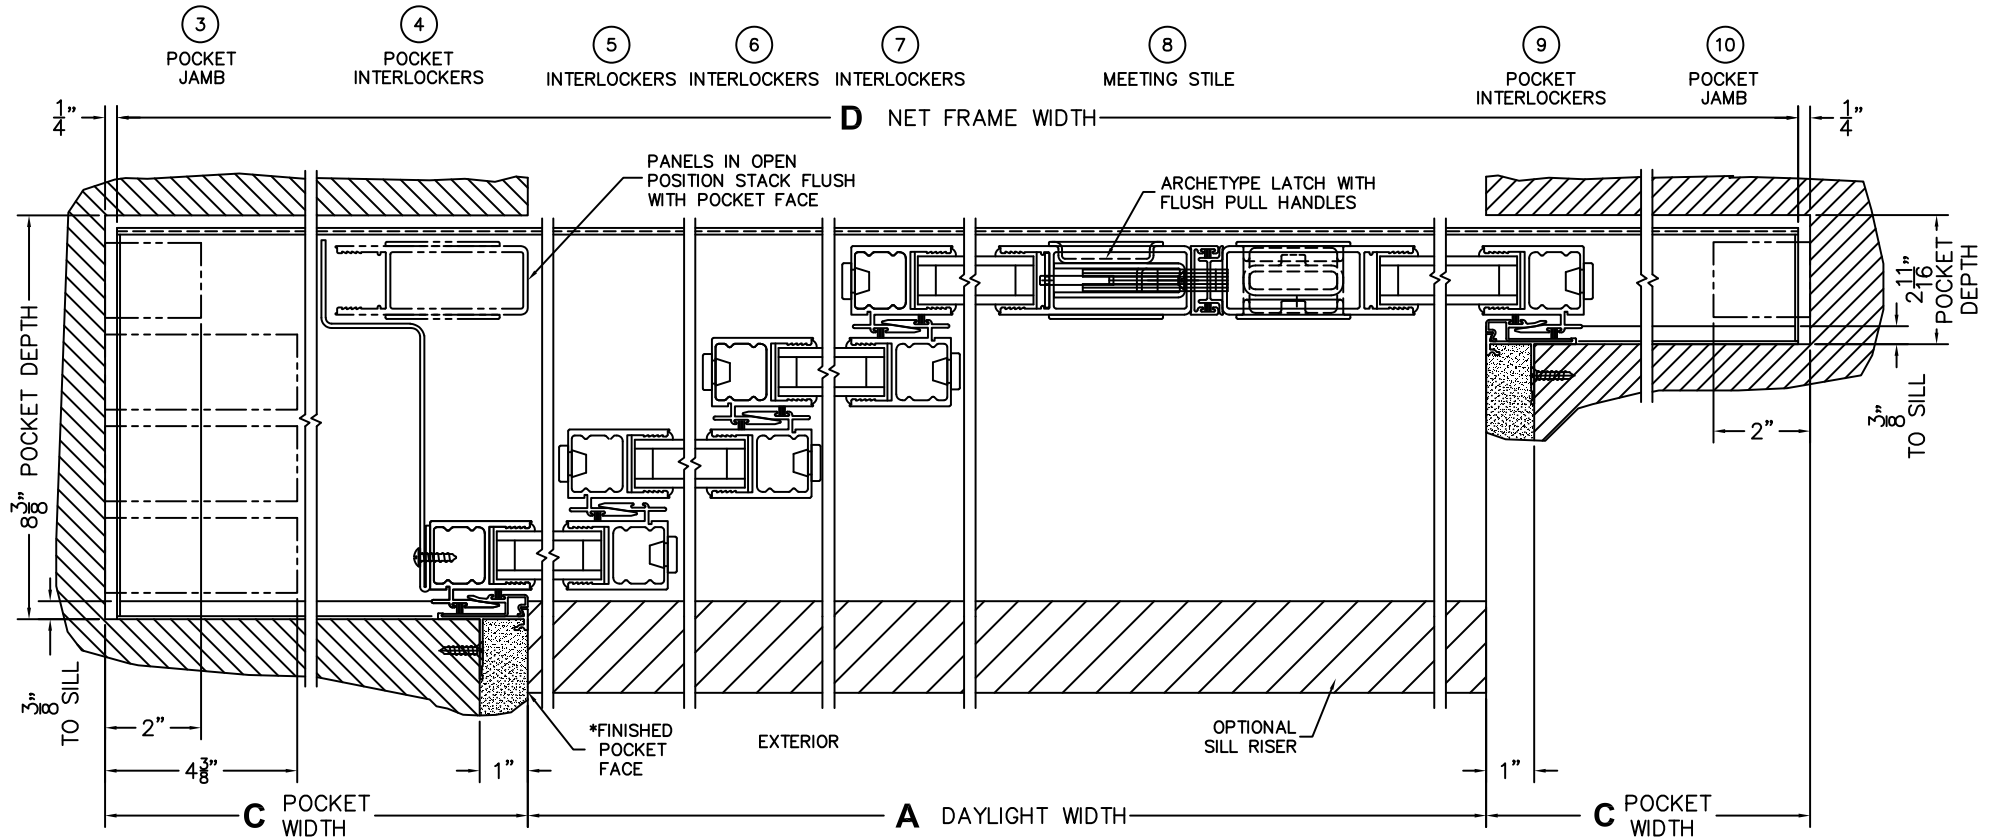 3
POCKET
JAMB
4
POCKET
INTERLOCKERS
5
INTERLOCKERS
6
INTERLOCKERS
7
INTERLOCKERS
8
MEETING STILE
9
POCKET
INTERLOCKERS
10
POCKET
JAMB
1/4"
D NET FRAME WIDTH
1/4"
PANELS IN OPEN
POSITION STACK FLUSH
WITH POCKET FACE
ARCHETYPE LATCH WITH
FLUSH PULL HANDLES
8 3/8" POCKET DEPTH
2 11/16"
POCKET
DEPTH
3/8"
TO SILL
2"
3/8"
TO SILL
2"
4 3/8"
1"
*FINISHED
POCKET
FACE
EXTERIOR
OPTIONAL
SILL RISER
1"
C POCKET
WIDTH
A DAYLIGHT WIDTH
C POCKET
WIDTH